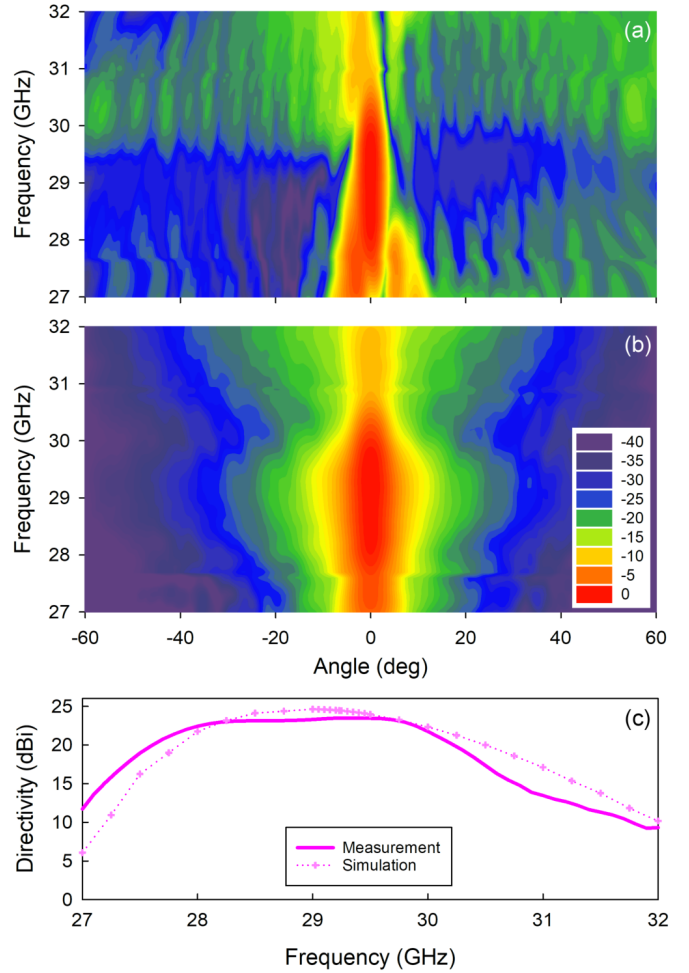 32
(a)
31
30
29
28
27
Frequency (GHz)
32
(b)
31
30
29
28
27
Frequency (GHz)
-40
-35
-30
-25
-20
-15
-10
-5
0
-60 -40 -20 0 20 40 60
Angle (deg)
25
(c)
20
15
10
5
0
Directivity (dBi)
Measurement
Simulation
27 28 29 30 31 32
Frequency (GHz)